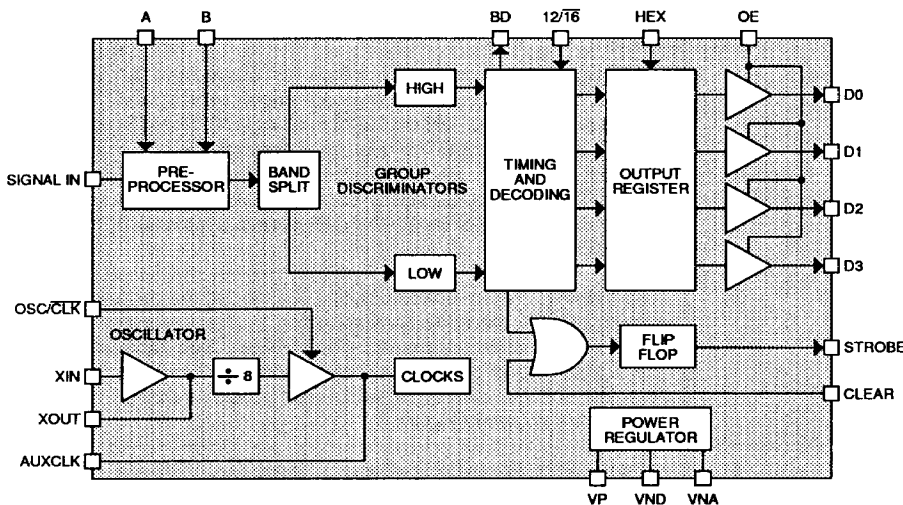 A
B
BD
12/16
HEX
OE
HIGH
D0
D1
SIGNAL IN
PRE-
PROCESSOR
BAND
SPLIT
GROUP
DISCRIMINATORS
TIMING
AND
DECODING
OUTPUT
REGISTER
D2
LOW
D3
OSC/CLK
OSCILLATOR
FLIP
FLOP
STROBE
XIN
÷ 8
CLOCKS
CLEAR
XOUT
POWER
REGULATOR
AUXCLK
VP
VND
VNA